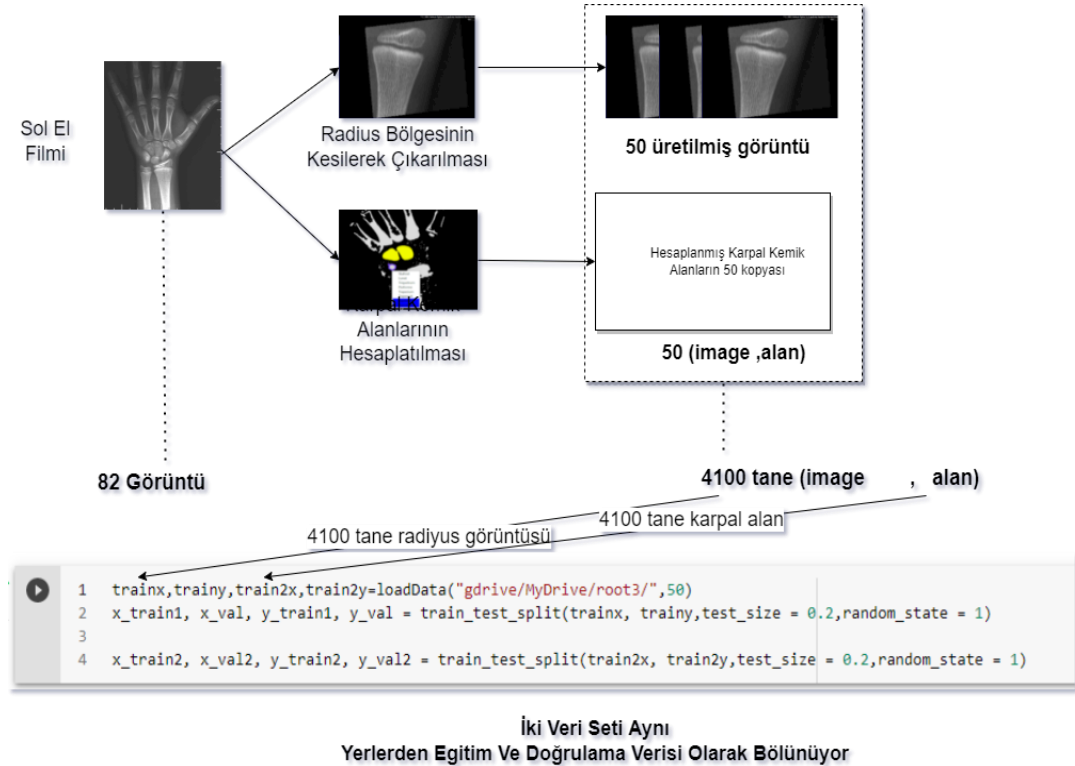 Sol El
Filmi
Radius Bölgesinin
Kesilerek Çıkarılması
50 üretilmiş görüntü
Karpal Kemik
Alanlarının
Hesaplatılması
Hesaplanmış Karpal Kemik
Alanların 50 kopyası
50 (image ,alan)
82 Görüntü
4100 tane (image , alan)
4100 tane radiyus görüntüsü
4100 tane karpal alan
1 trainx,trainy,train2x,train2y=loadData("gdrive/MyDrive/root3/",50)
2 x_train1, x_val, y_train1, y_val = train_test_split(trainx, trainy,test_size = 0.2,random_state = 1)
3
4 x_train2, x_val2, y_train2, y_val2 = train_test_split(train2x, train2y,test_size = 0.2,random_state = 1)
İki Veri Seti Aynı
Yerlerden Egitim Ve Doğrulama Verisi Olarak Bölünüyor